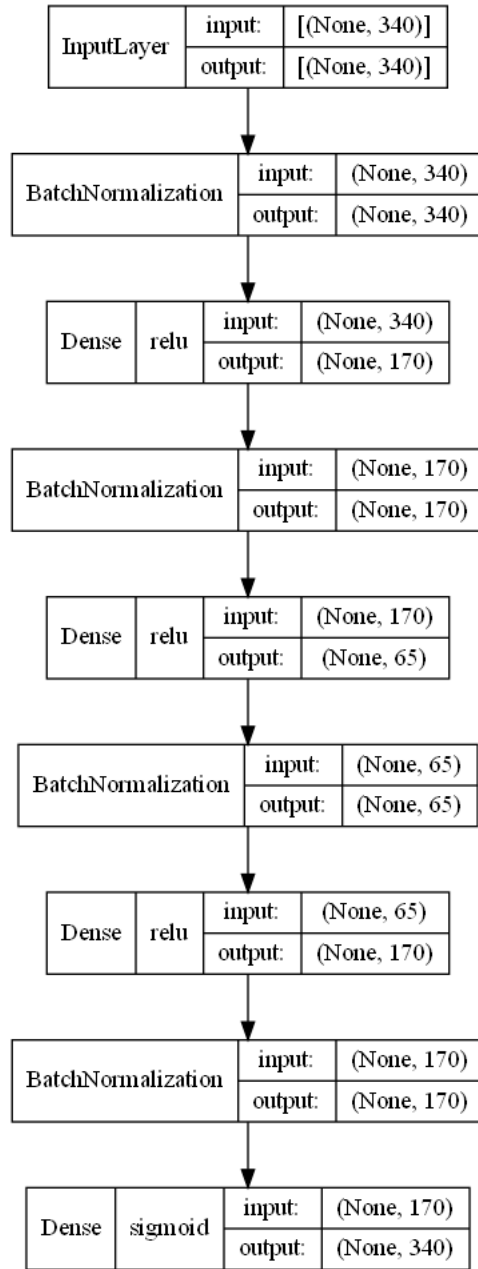 InputLayer input: [(None, 340)]
output: [(None, 340)]
BatchNormalization input: (None, 340)
output: (None, 340)
Dense relu input: (None, 340)
output: (None, 170)
BatchNormalization input: (None, 170)
output: (None, 170)
Dense relu input: (None, 170)
output: (None, 65)
BatchNormalization input: (None, 65)
output: (None, 65)
Dense relu input: (None, 65)
output: (None, 170)
BatchNormalization input: (None, 170)
output: (None, 170)
Dense sigmoid input: (None, 170)
output: (None, 340)